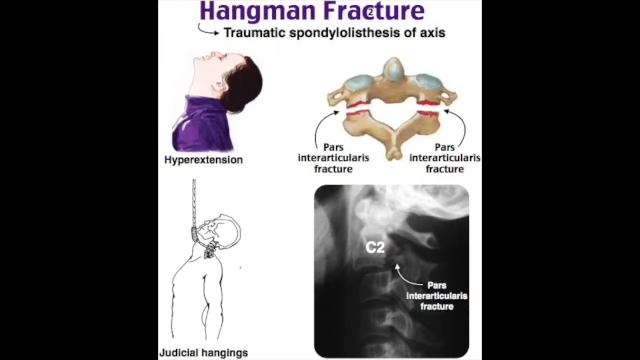 Hangman Fracture
Traumatic spondylolisthesis of axis
Hyperextension
Pars
interarticularis
fracture
Pars
interarticularis
fracture
C2
Pars
interarticularis
fracture
Judicial hangings